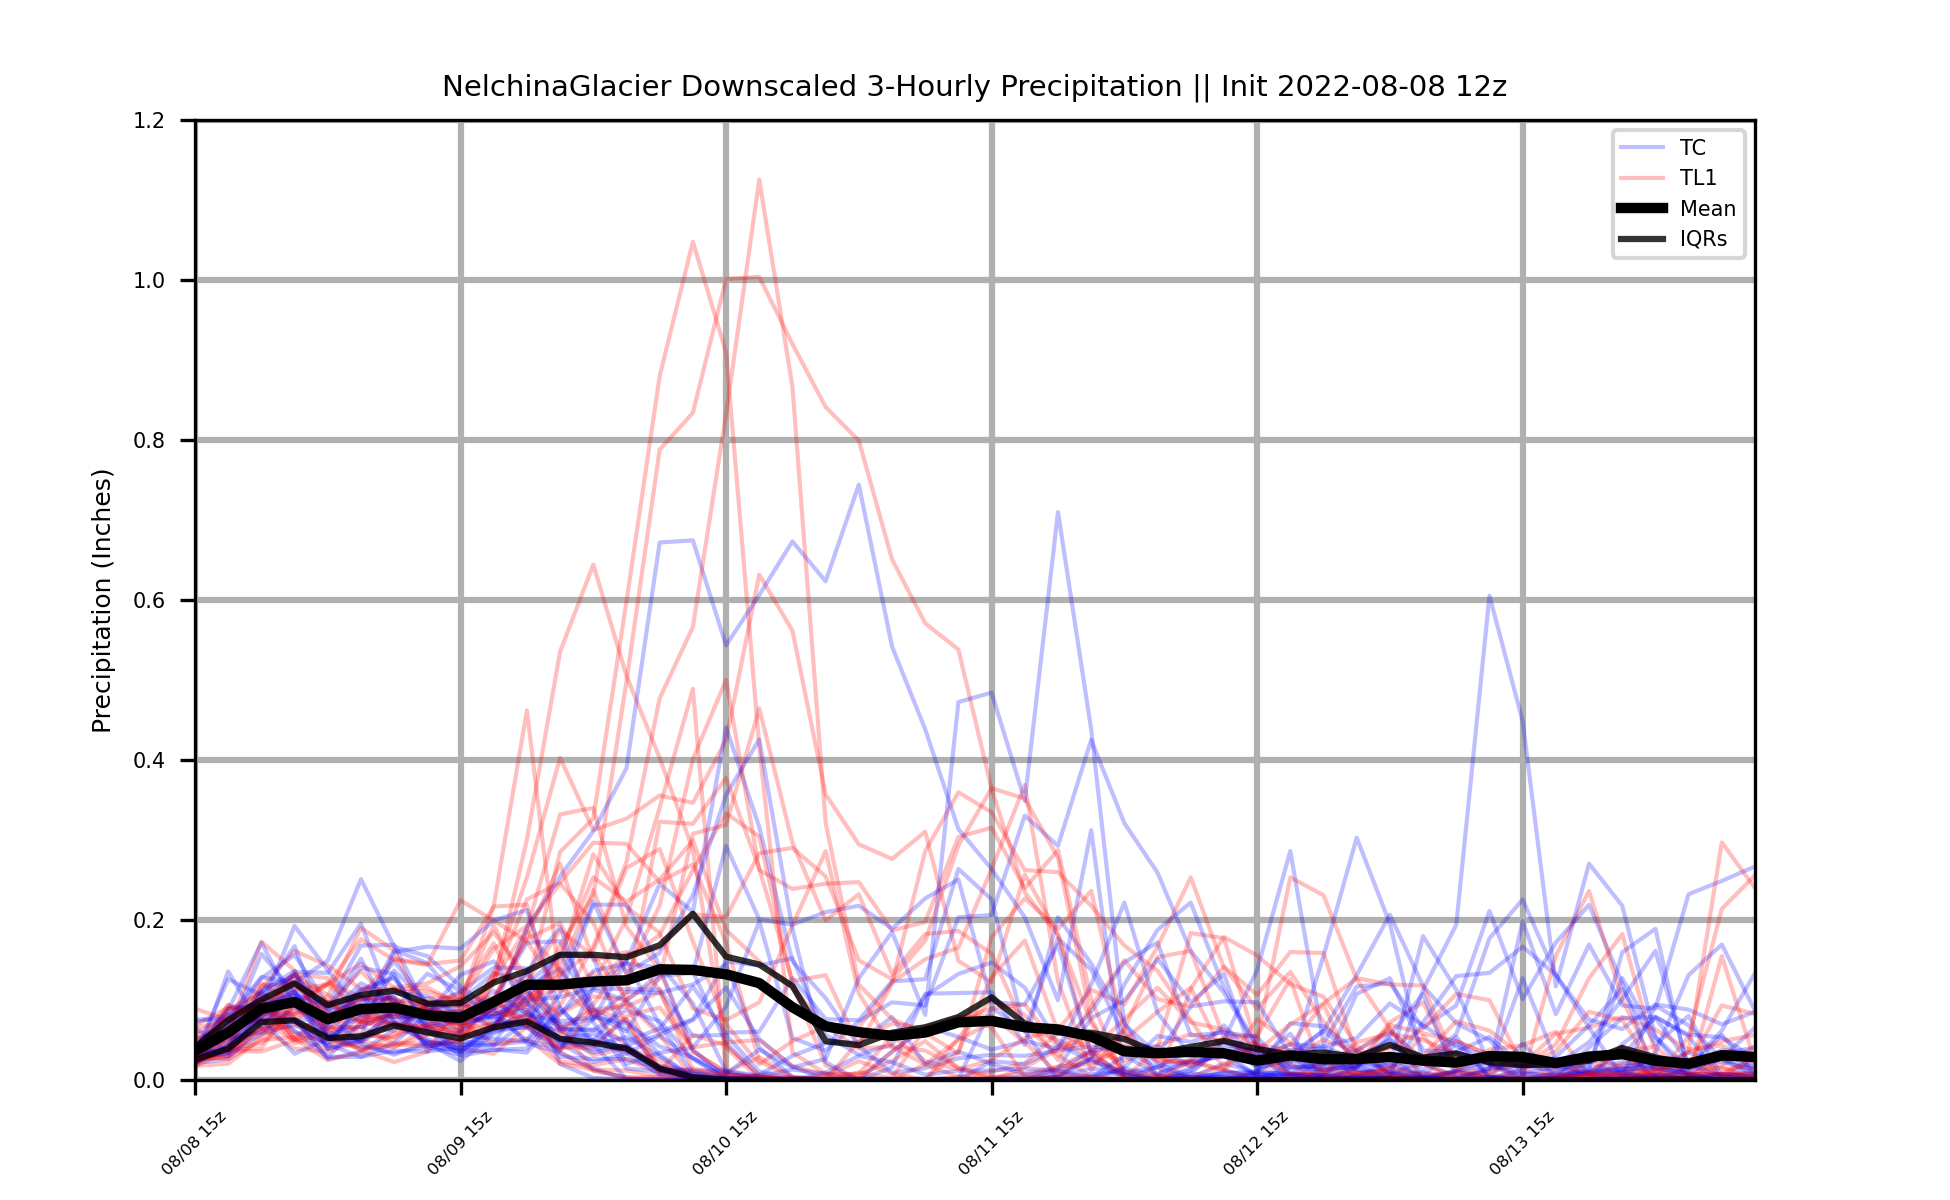 NelchinaGlacier Downscaled 3-Hourly Precipitation || Init 2022-08-08 12z
TC
TL1
Mean
IQRs
Precipitation (Inches)
1.2
1.0
0.8
0.6
0.4
0.2
0.0
08/08 15z
08/09 15z
08/10 15z
08/11 15z
08/12 15z
08/13 15z